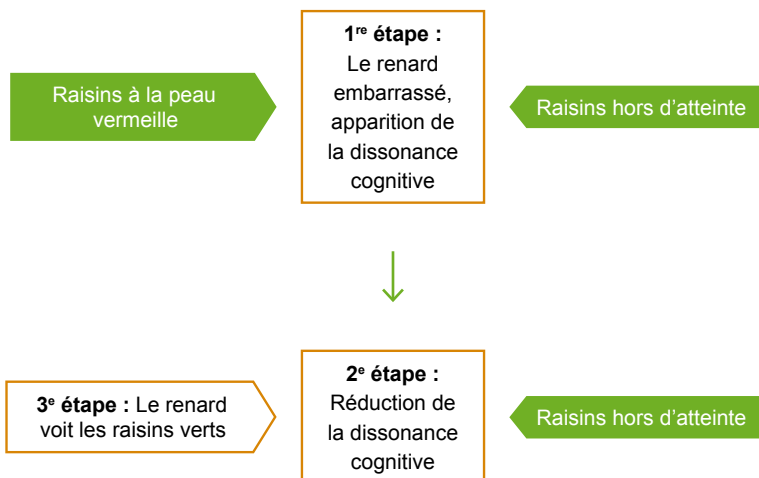 1re étape :
Le renard
embarrassé,
apparition de
la dissonance
cognitive
Raisins à la peau
vermeille
Raisins hors d'atteinte
3e étape : Le renard
voit les raisins verts
2e étape :
Réduction de
la dissonance
cognitive
Raisins hors d'atteinte